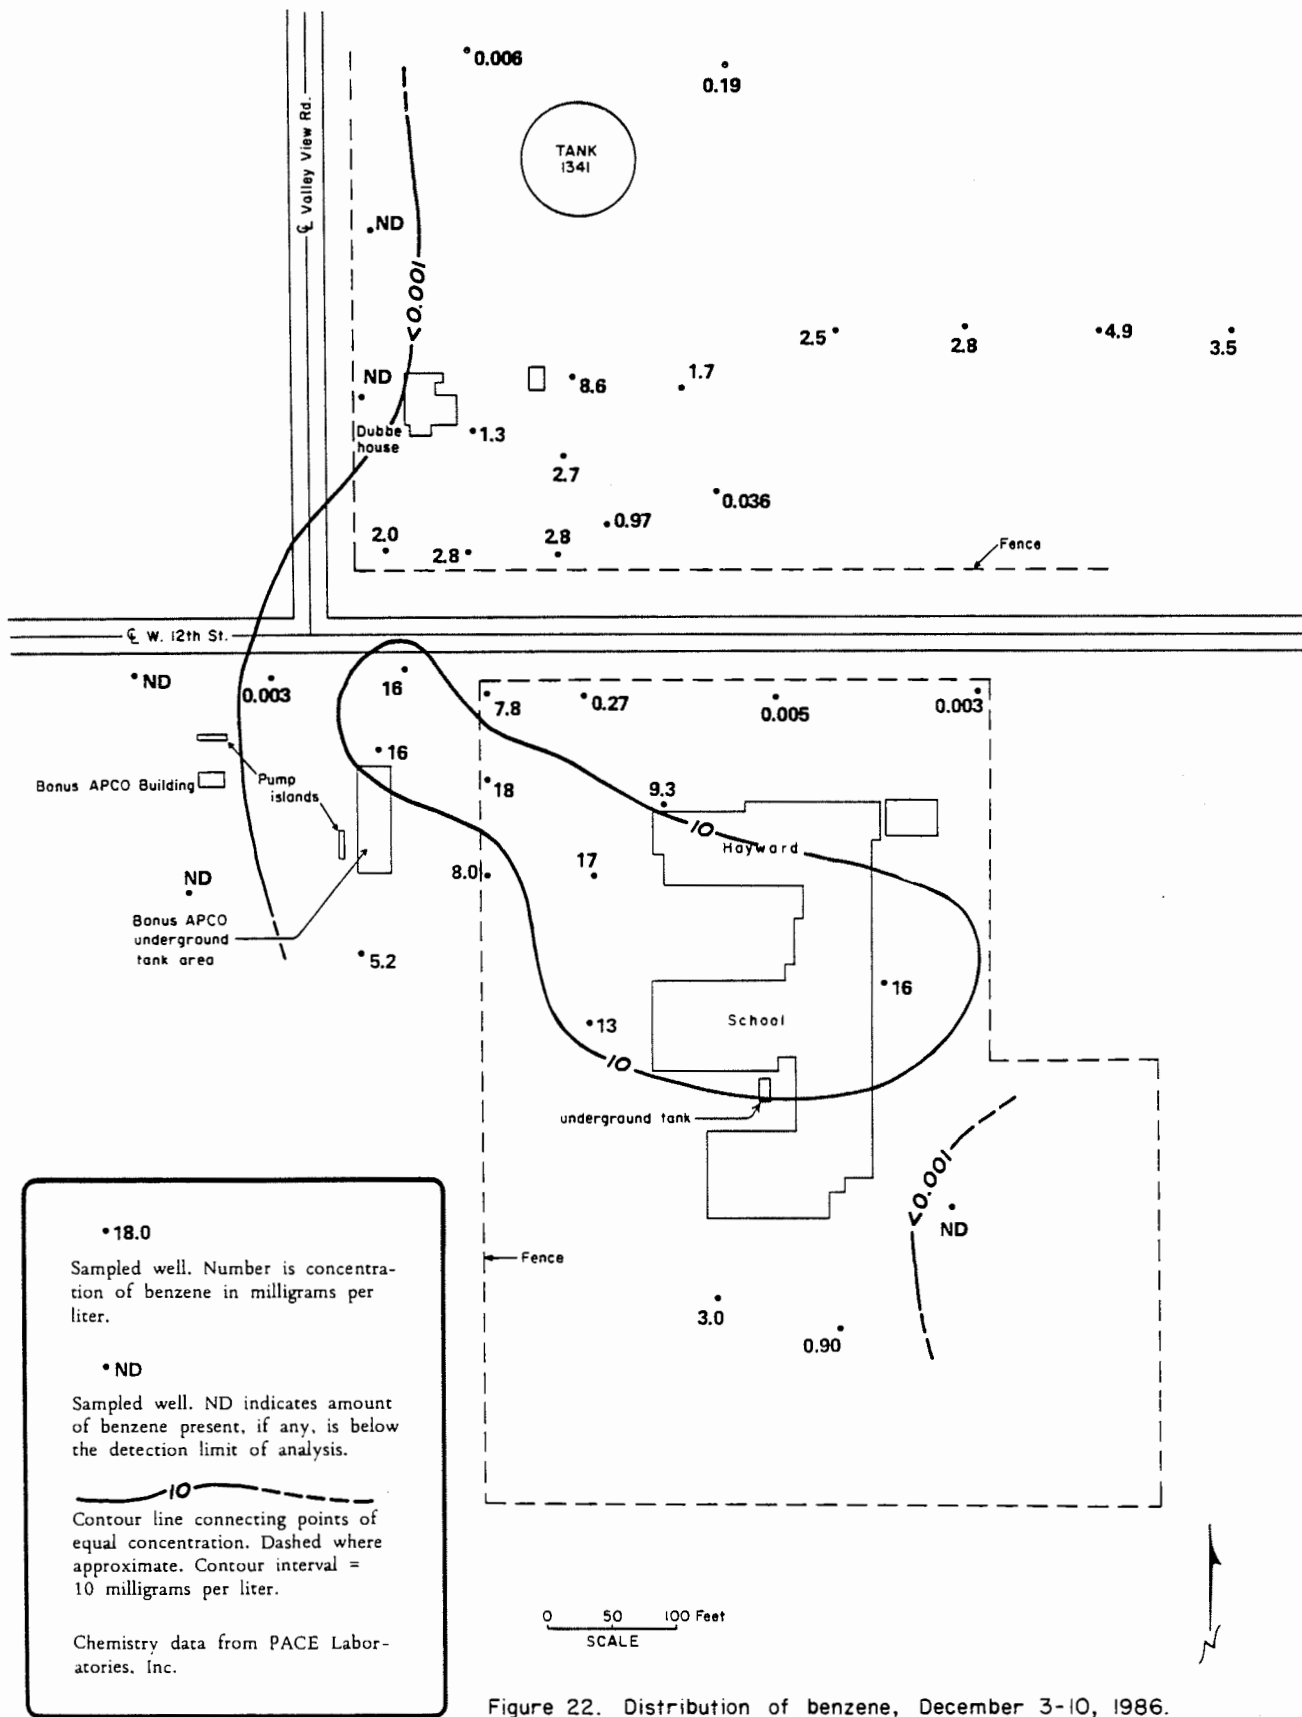 0.006
0.19
℄ Valley View Rd.
TANK
1341
ND
<0.001
2.5
2.8
4.9
3.5
ND
8.6
1.7
Dubbe
house
1.3
2.7
0.036
0.97
2.0
2.8
2.8
Fence
℄ W. 12th St.
ND
0.003
16
7.8
0.27
0.005
0.003
16
Bonus APCO Building
Pump
islands
18
9.3
10
Hayward
ND
8.0
17
Bonus APCO
underground
tank area
5.2
16
13
School
10
underground tank
<0.001
ND
18.0
Sampled well. Number is concentra-
tion of benzene in milligrams per
liter.
Fence
3.0
0.90
ND
Sampled well. ND indicates amount
of benzene present, if any, is below
the detection limit of analysis.
10
Contour line connecting points of
equal concentration. Dashed where
approximate. Contour interval =
10 milligrams per liter.
Chemistry data from PACE Labor-
atories, Inc.
0 50 100 Feet
SCALE
N
Figure 22. Distribution of benzene, December 3-10, 1986.